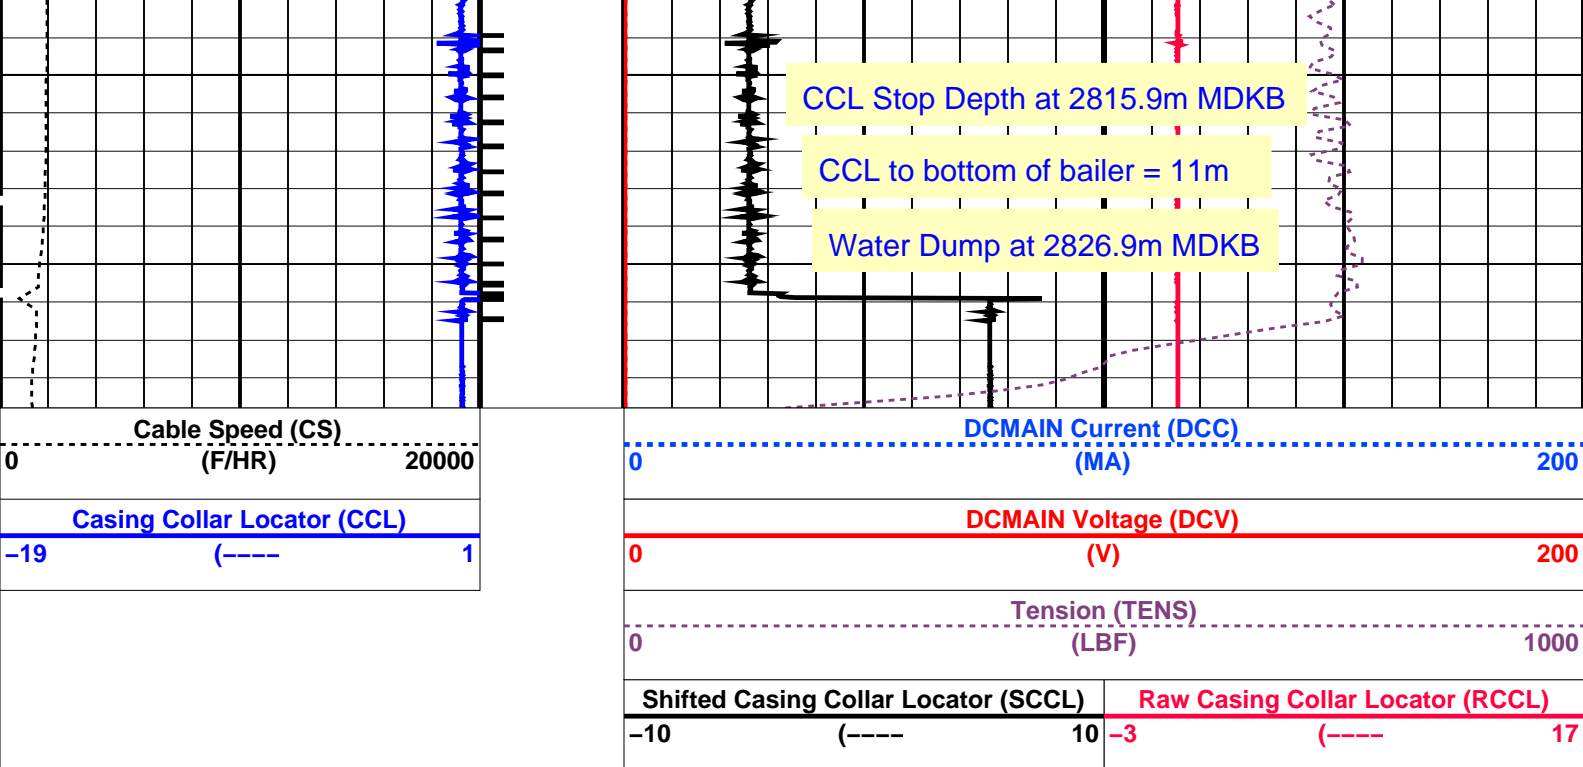 CCL Stop Depth at 2815.9m MDKB
CCL to bottom of bailer = 11m
Water Dump at 2826.9m MDKB
Cable Speed (CS)
0 (F/HR) 20000
Casing Collar Locator (CCL)
−19 (−−−− 1
DCMAIN Current (DCC)
0 (MA) 200
DCMAIN Voltage (DCV)
0 (V) 200
Tension (TENS)
0 (LBF) 1000
Shifted Casing Collar Locator (SCCL)
−10 (−−−− 10
Raw Casing Collar Locator (RCCL)
−3 (−−−− 17